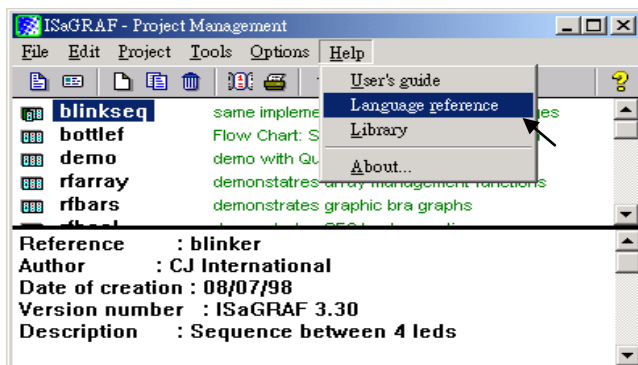 ISaGRAF - Project Management
File Edit Project Tools Options Help
User's guide
Language reference
Library
About...
blinkseq same impleme ges
bottlef Flow Chart: S
demo demo with Qu
rfarray demonstatres array management functions
rfbars demonstrates graphic bra graphs
Reference : blinker
Author : CJ International
Date of creation : 08/07/98
Version number : ISaGRAF 3.30
Description : Sequence between 4 leds